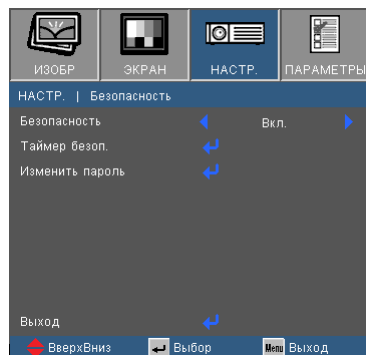 ИЗОБР ЭКРАН НАСТР. ПАРАМЕТРЫ
НАСТР. | Безопасность
Безопасность Вкл.
Таймер безоп.
Изменить пароль
Выход
ВверхВниз Выбор Menu Выход